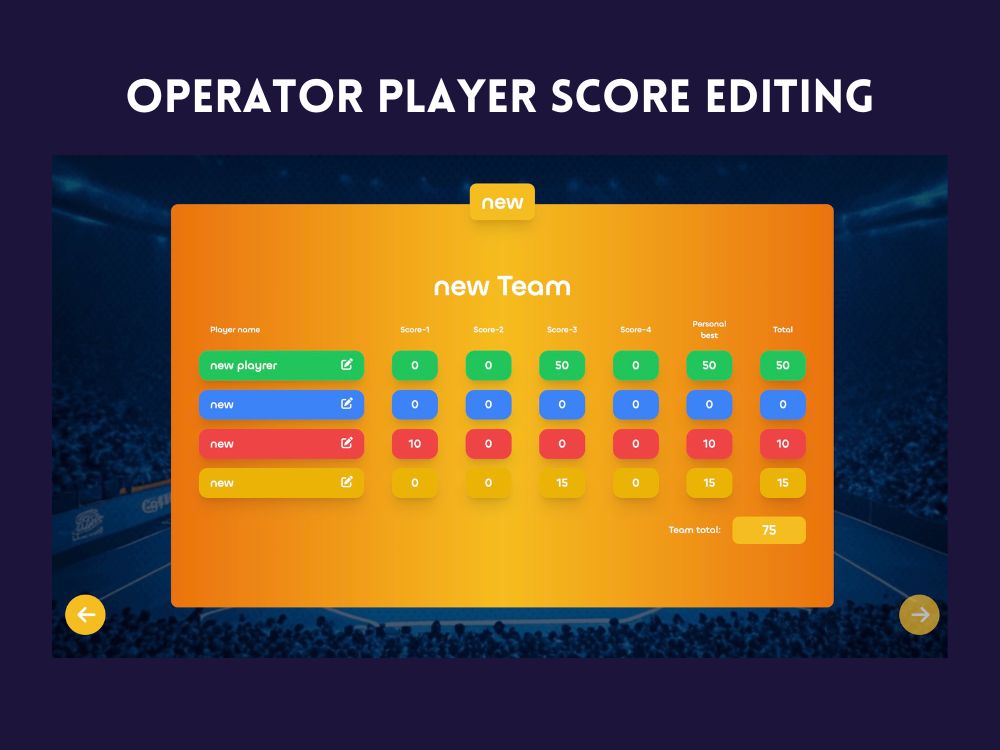 OPERATOR PLAYER SCORE EDITING
new
new Team
Player name Score-1 Score-2 Score-3 Score-4 Personal best Total
new playrer 0 0 50 0 50 50
new 0 0 0 0 0 0
new 10 0 0 0 10 10
new 0 0 15 0 15 15
Team total: 75